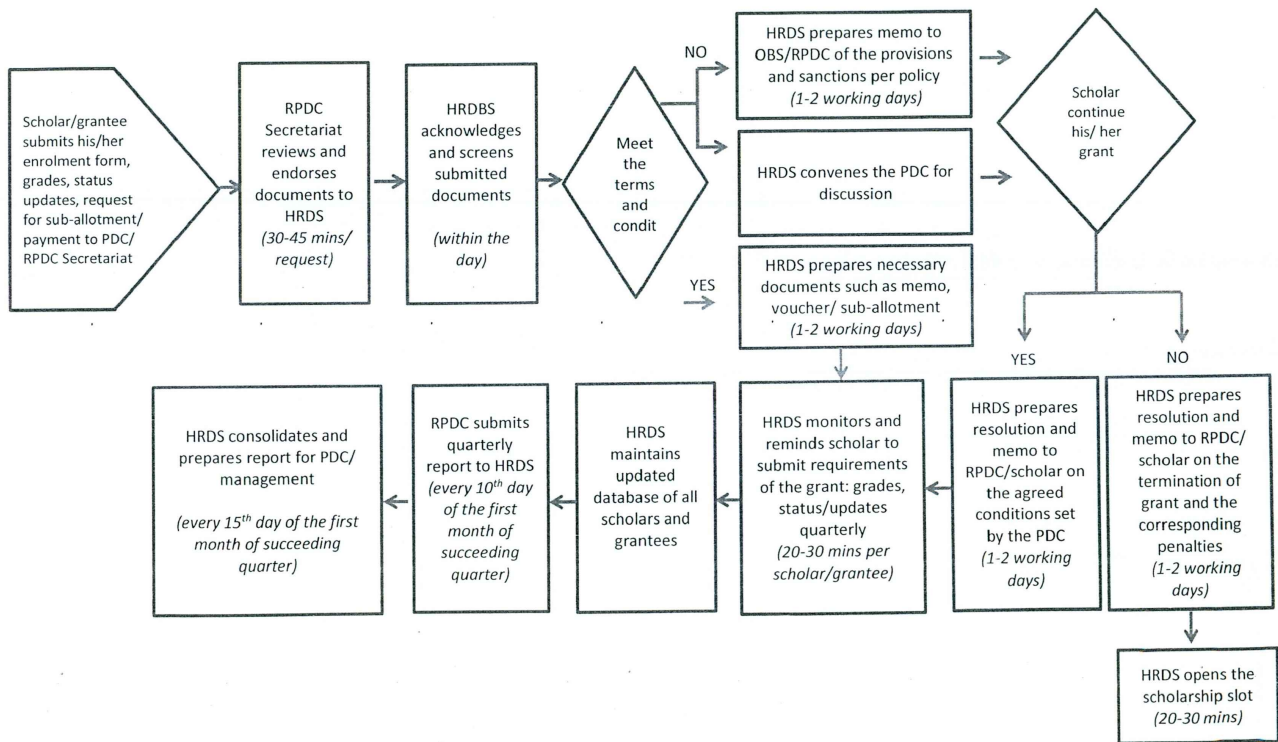 Scholar/grantee
submits his/her
enrolment form,
grades, status
updates, request
for sub-allotment/
payment to PDC/
RPDC Secretariat
RPDC
Secretariat
reviews and
endorses
documents to
HRDS
(30-45 mins/
request)
HRDBS
acknowledges
and screens
submitted
documents
(within the
day)
Meet
the
terms
and
condit
NO
HRDS prepares memo to
OBS/RPDC of the provisions
and sanctions per policy
(1-2 working days)
HRDS convenes the PDC for
discussion
YES
HRDS prepares necessary
documents such as memo,
voucher/ sub-allotment
(1-2 working days)
Scholar
continue
his/ her
grant
YES
NO
HRDS prepares
resolution and
memo to
RPDC/scholar on
the agreed
conditions set
by the PDC
(1-2 working
days)
HRDS prepares
resolution and
memo to RPDC/
scholar on the
termination of
grant and the
corresponding
penalties
(1-2 working
days)
HRDS opens the
scholarship slot
(20-30 mins)
HRDS monitors and
reminds scholar to
submit requirements
of the grant: grades,
status/updates
quarterly
(20-30 mins per
scholar/grantee)
HRDS
maintains
updated
database of all
scholars and
grantees
RPDC submits
quarterly
report to HRDS
(every 10th day
of the first
month of
succeeding
quarter)
HRDS consolidates and
prepares report for PDC/
management
(every 15th day of the first
month of succeeding
quarter)